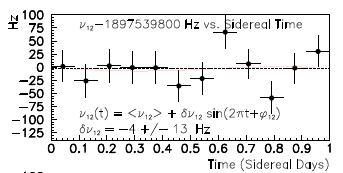 ν₁₂−1897539800 Hz vs. Sidereal Time
Hz
100
75
50
25
0
−25
−50
−75
−100
−125
ν₁₂(t) = <ν₁₂> + δν₁₂ sin(2πt+φ₁₂)
δν₁₂ = −4 +/− 13 Hz
0 0.1 0.2 0.3 0.4 0.5 0.6 0.7 0.8 0.9 1
Time (Sidereal Days)